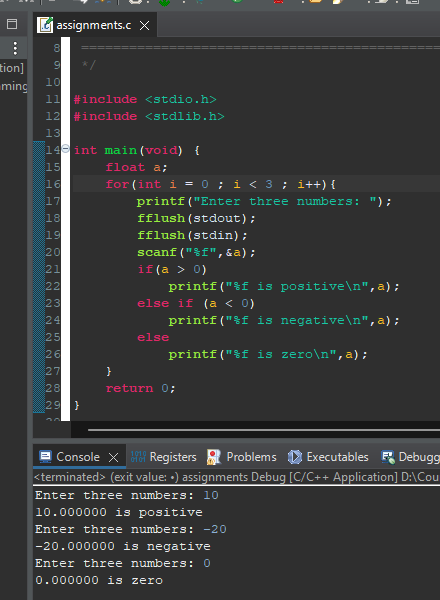 assignments.c
8 ============================================
9 */
10
tion]
11 #include <stdio.h>
ming
12 #include <stdlib.h>
13
14 int main(void) {
15 float a;
16 for(int i = 0 ; i < 3 ; i++){
17 printf("Enter three numbers: ");
18 fflush(stdout);
19 fflush(stdin);
20 scanf("%f",&a);
21 if(a > 0)
22 printf("%f is positive\n",a);
23 else if (a < 0)
24 printf("%f is negative\n",a);
25 else
26 printf("%f is zero\n",a);
27 }
28 return 0;
29 }
Console Registers Problems Executables Debugg
<terminated> (exit value: •) assignments Debug [C/C++ Application] D:\Cou
Enter three numbers: 10
10.000000 is positive
Enter three numbers: -20
-20.000000 is negative
Enter three numbers: 0
0.000000 is zero